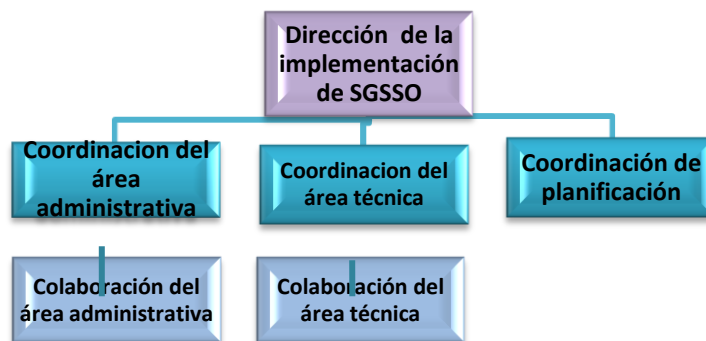 Dirección de la
implementación
de SGSSO
Coordinacion del
área
administrativa
Coordinacion del
área técnica
Coordinación de
planificación
Colaboración del
área administrativa
Colaboración del
área técnica